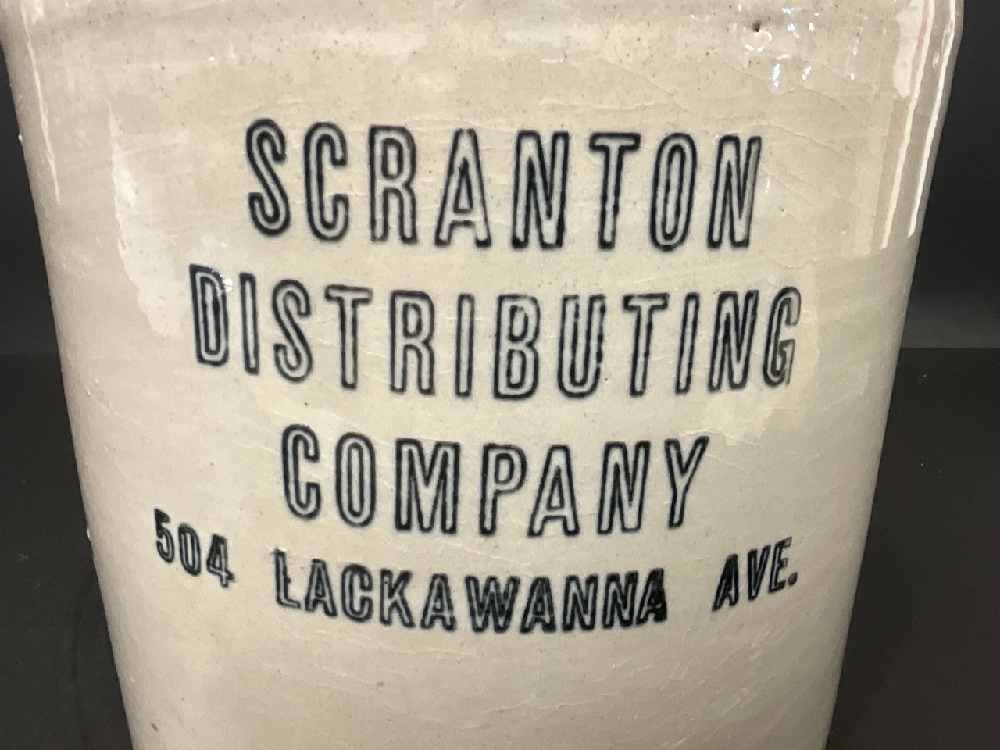 SCRANTON
DISTRIBUTING
COMPANY
504 LACKAWANNA AVE.